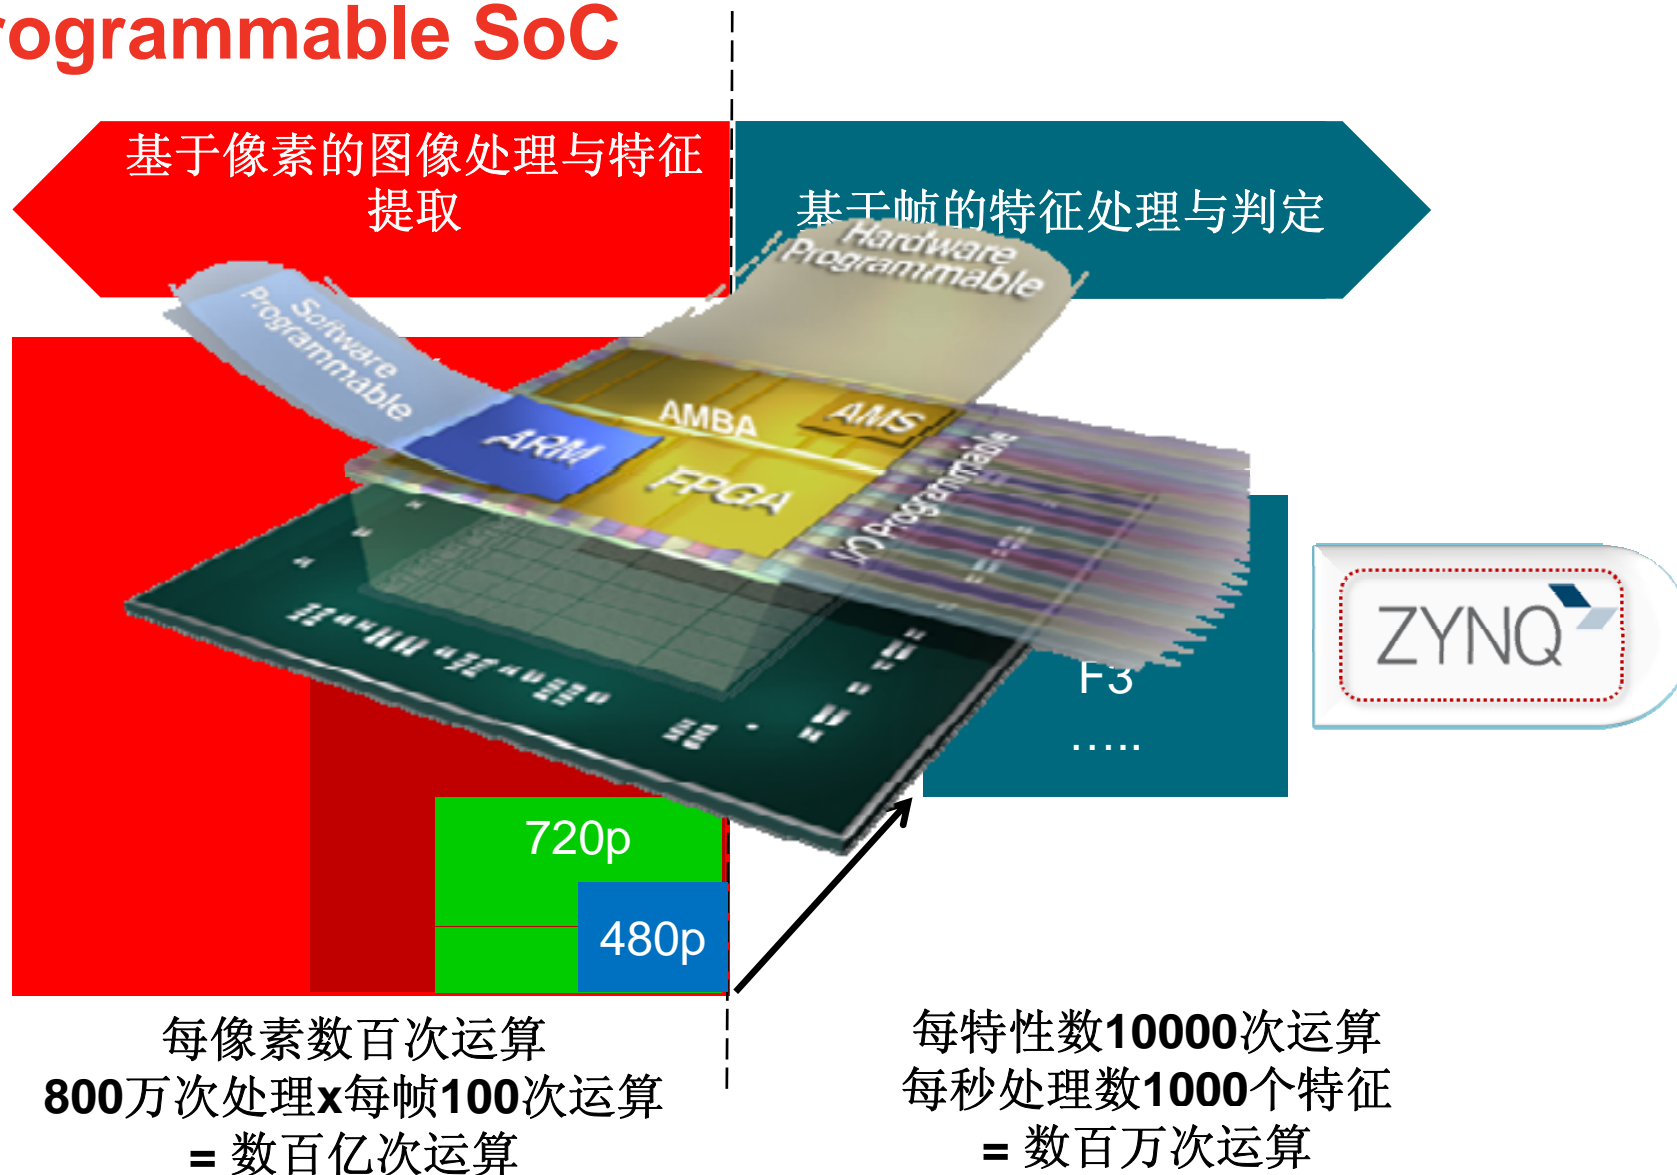 rogrammable SoC
基于像素的图像处理与特征
提取
基于帧的特征处理与判定
Hardware
Programmable
Software
Programmable
AMBA
AMS
ARM
FPGA
I/O Programmable
ZYNQ
F3
.....
720p
480p
每像素数百次运算
800万次处理x每帧100次运算
= 数百亿次运算
每特性数10000次运算
每秒处理数1000个特征
= 数百万次运算